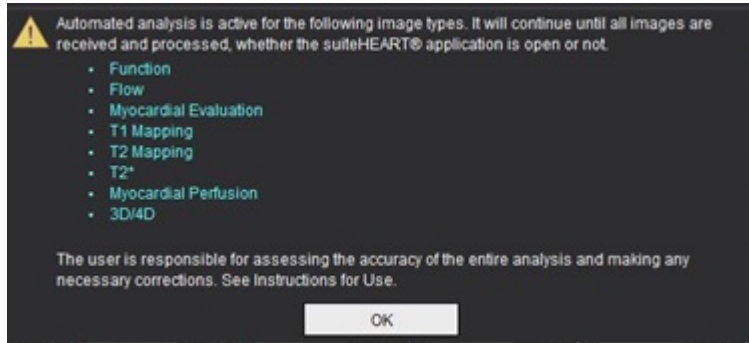 Automated analysis is active for the following image types. It will continue until all images are
received and processed, whether the suiteHEART® application is open or not.
• Function
• Flow
• Myocardial Evaluation
• T1 Mapping
• T2 Mapping
• T2*
• Myocardial Perfusion
• 3D/4D
The user is responsible for assessing the accuracy of the entire analysis and making any
necessary corrections. See Instructions for Use.
OK